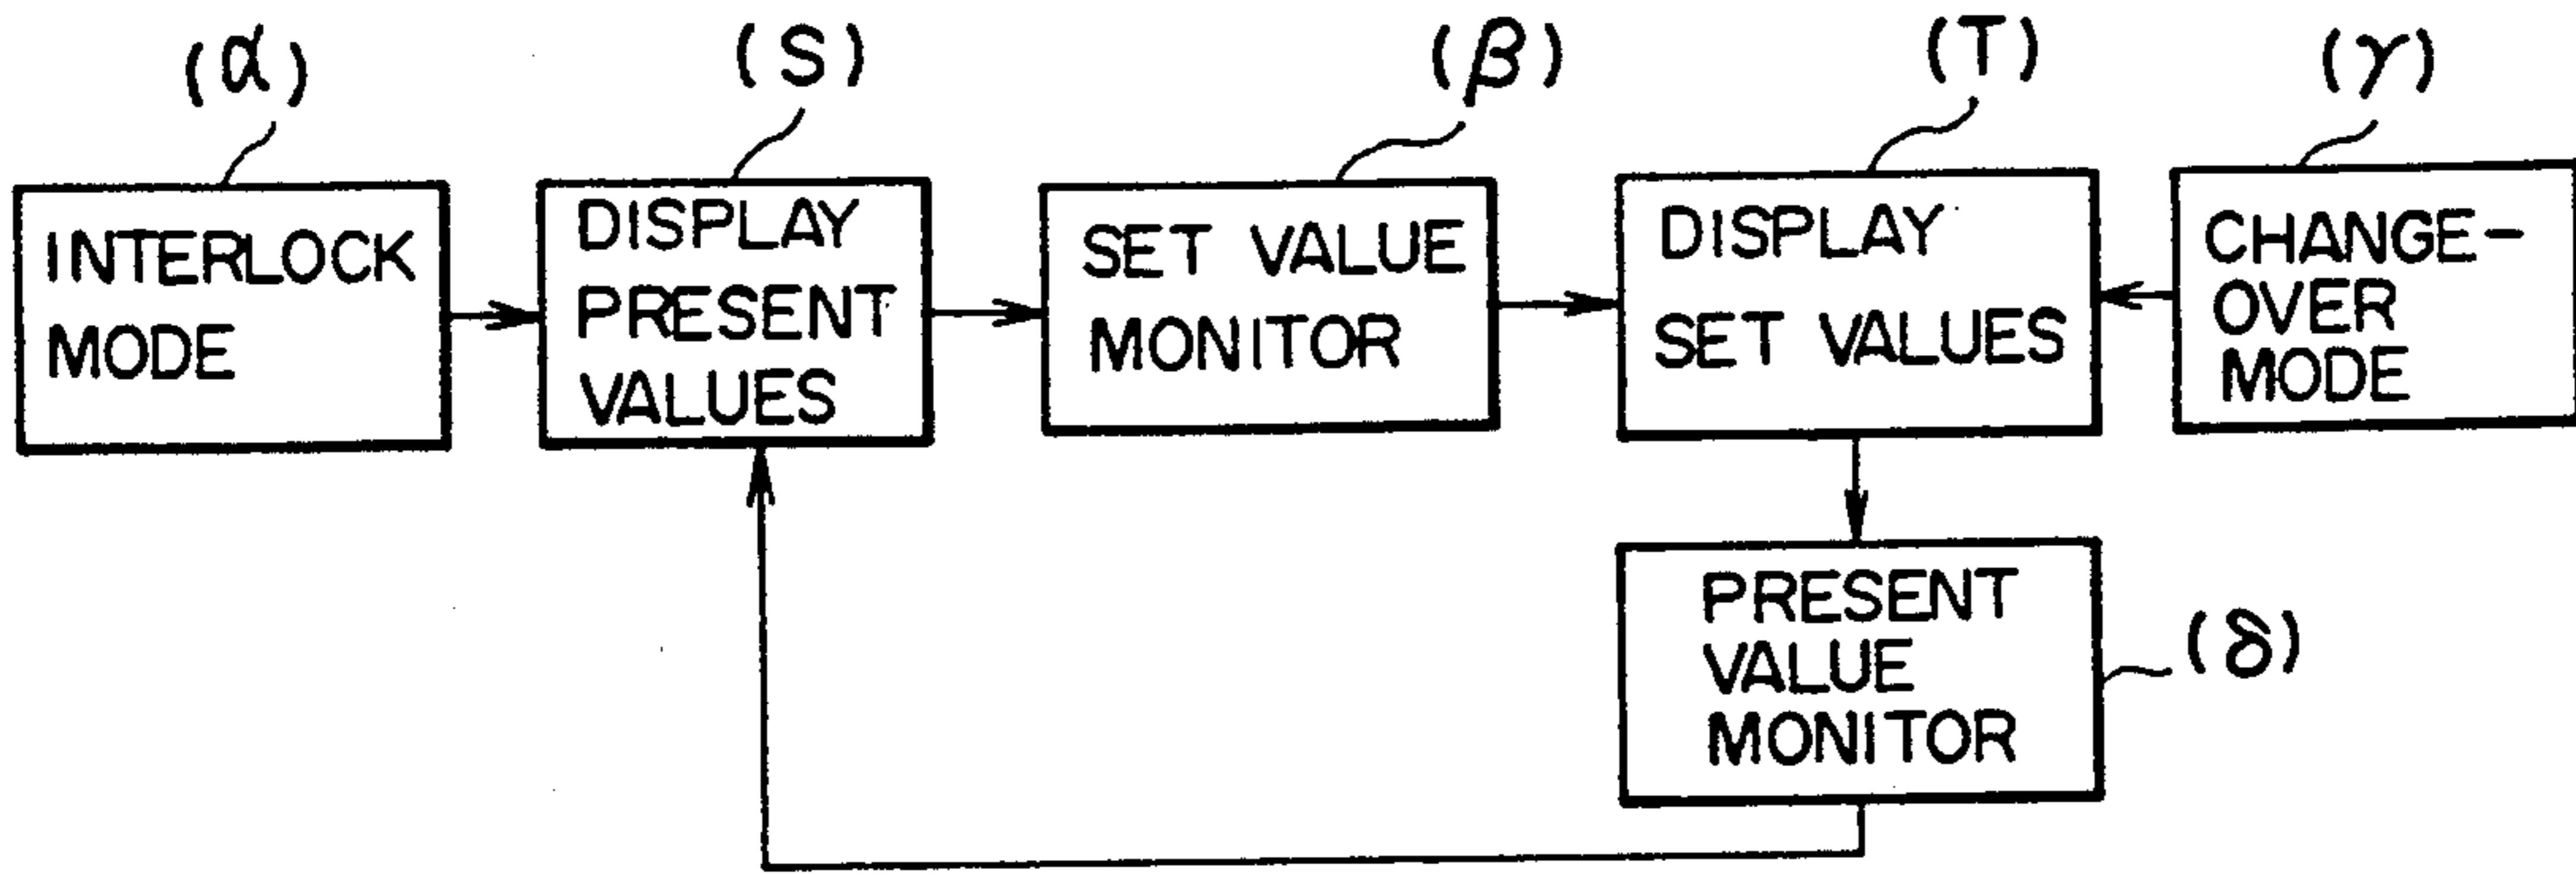 (α)
(S)
(β)
(T)
(γ)
INTERLOCK
MODE
DISPLAY
PRESENT
VALUES
SET VALUE
MONITOR
DISPLAY
SET VALUES
CHANGE-
OVER
MODE
PRESENT
VALUE
MONITOR
(δ)